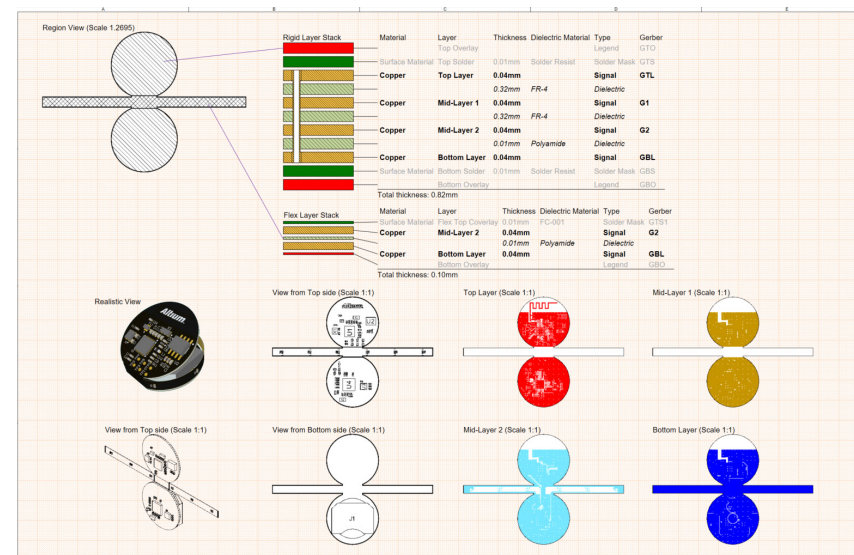 A B C D E
Region View (Scale 1.2695)
Rigid Layer Stack Material Layer Thickness Dielectric Material Type Gerber
Top Overlay Legend GTO
Surface Material Top Solder 0.01mm Solder Resist Solder Mask GTS
Copper Top Layer 0.04mm Signal GTL
0.32mm FR-4 Dielectric
Copper Mid-Layer 1 0.04mm Signal G1
0.32mm FR-4 Dielectric
Copper Mid-Layer 2 0.04mm Signal G2
0.01mm Polyamide Dielectric
Copper Bottom Layer 0.04mm Signal GBL
Surface Material Bottom Solder 0.01mm Solder Resist Solder Mask GBS
Bottom Overlay Legend GBO
Total thickness: 0.82mm
Flex Layer Stack Material Layer Thickness Dielectric Material Type Gerber
Surface Material Flex Top Coverlay 0.01mm FC-001 Solder Mask GTS1
Copper Mid-Layer 2 0.04mm Signal G2
0.01mm Polyamide Dielectric
Copper Bottom Layer 0.04mm Signal GBL
Bottom Overlay Legend GBO
Total thickness: 0.10mm
Realistic View
Altium
View from Top side (Scale 1:1)
Altium
U2
U4
Top Layer (Scale 1:1)
Mid-Layer 1 (Scale 1:1)
View from Top side (Scale 1:1)
View from Bottom side (Scale 1:1)
J1
Mid-Layer 2 (Scale 1:1)
Bottom Layer (Scale 1:1)